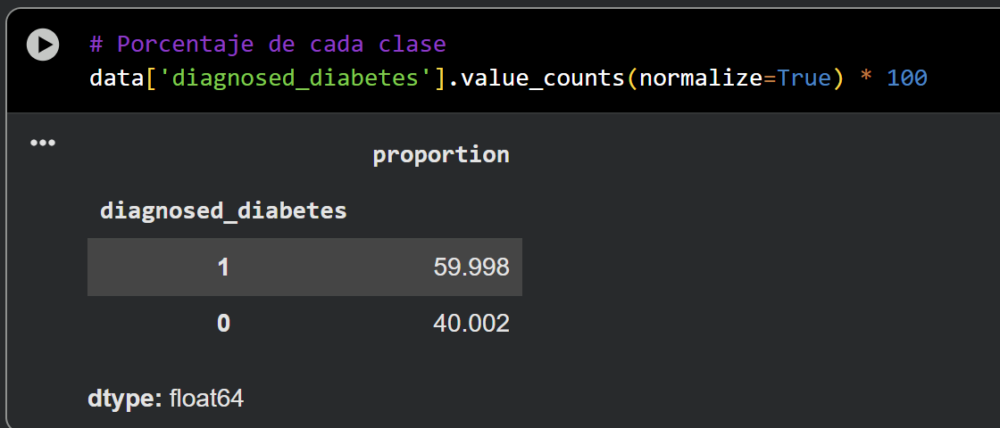 # Porcentaje de cada clase
data['diagnosed_diabetes'].value_counts(normalize=True) * 100
proportion
diagnosed_diabetes
1 59.998
0 40.002
dtype: float64